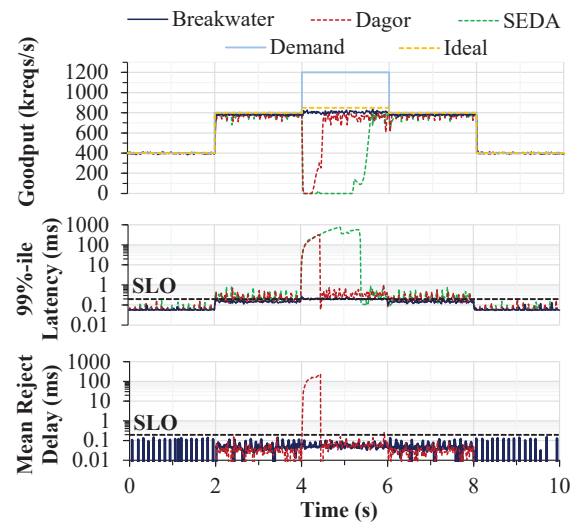 Breakwater Dagor SEDA
Demand Ideal
Goodput (kreqs/s)
1200
1000
800
600
400
200
0
99%-ile
Latency (ms)
1000
100
10
1
0.1
0.01
SLO
Mean Reject
Delay (ms)
1000
100
10
1
0.1
0.01
SLO
0 2 4 6 8 10
Time (s)